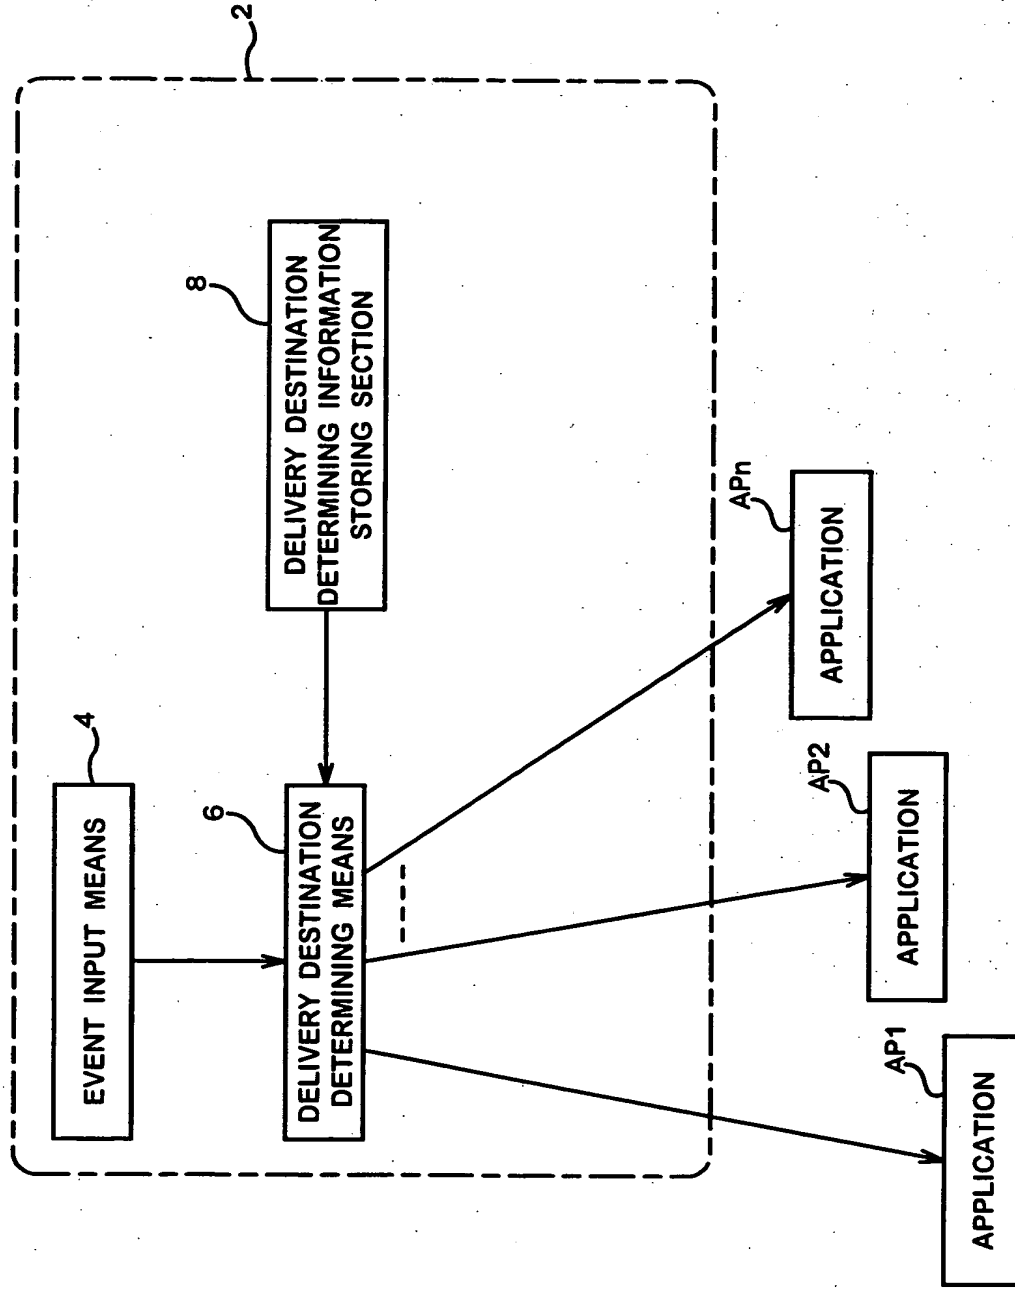 2
4
EVENT INPUT MEANS
6
DELIVERY DESTINATION
DETERMINING MEANS
8
DELIVERY DESTINATION
DETERMINING INFORMATION
STORING SECTION
AP1
APPLICATION
AP2
APPLICATION
APn
APPLICATION